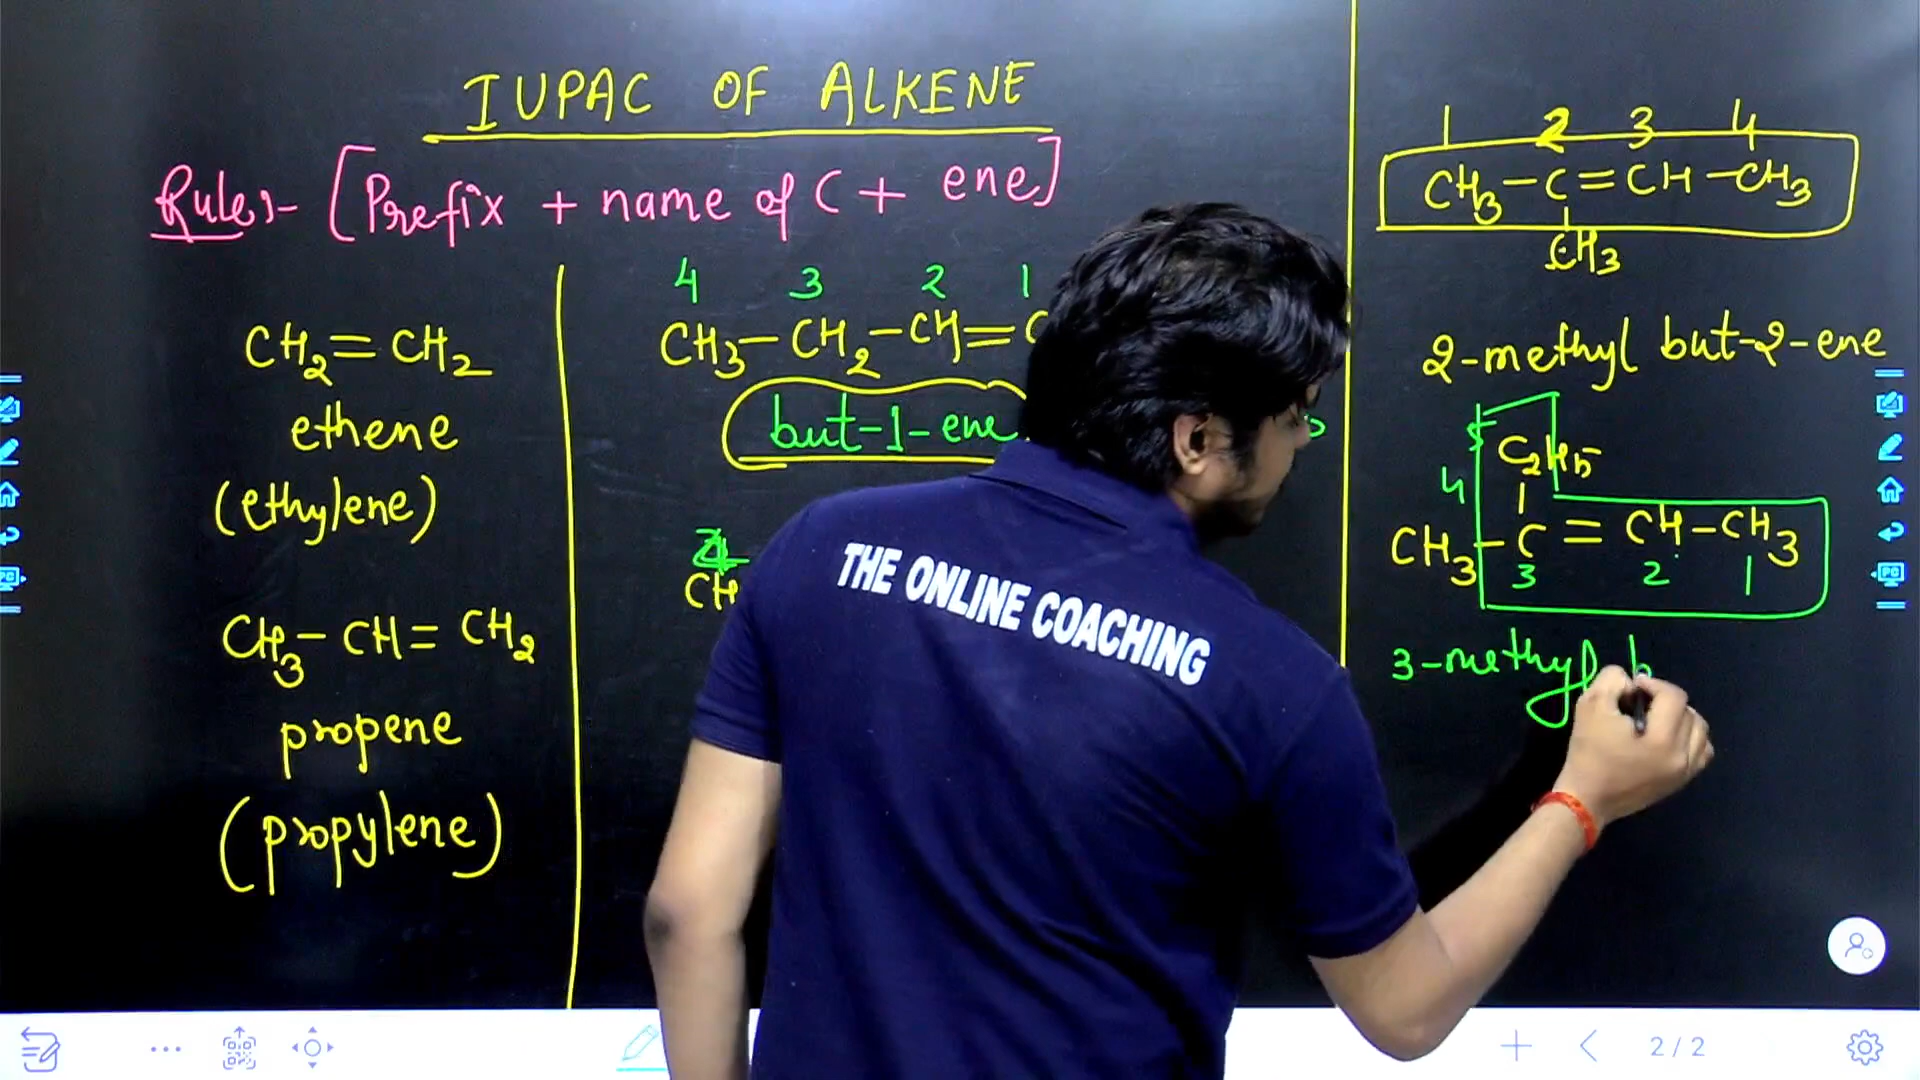 IUPAC OF ALKENE
Rule:- [Prefix + name of C + ene]
CH2=CH2
ethene
(ethylene)
CH3-CH=CH2
propene
(propylene)
4 3 2 1
CH3-CH2-CH=C
but-1-ene
CH
THE ONLINE COACHING
1 2 3 4
CH3-C=CH-CH3
CH3
2-methyl but-2-ene
5
C2H5
4
CH3-C=CH-CH3
3 2 1
3-methyl
2/2